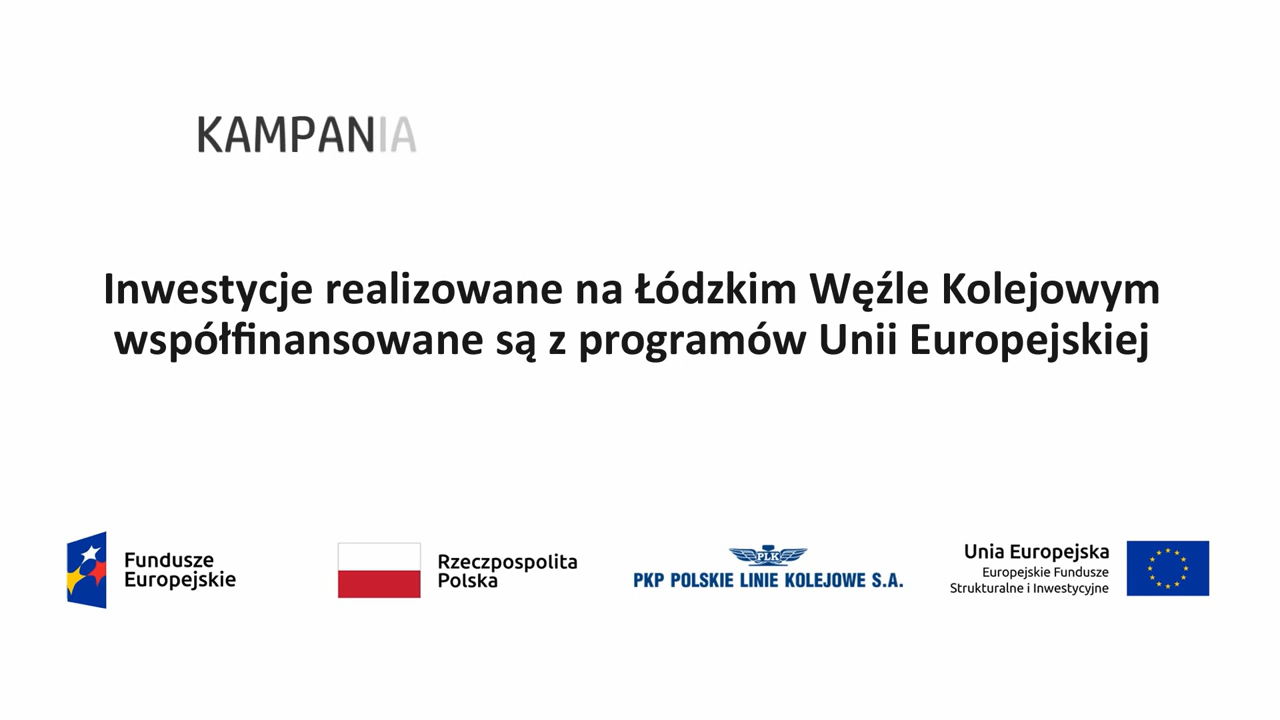 KAMPANIA
Inwestycje realizowane na Łódzkim Węźle Kolejowym
współfinansowane są z programów Unii Europejskiej
Fundusze
Europejskie
Rzeczpospolita
Polska
PLK
PKP POLSKIE LINIE KOLEJOWE S.A.
Unia Europejska
Europejskie Fundusze
Strukturalne i Inwestycyjne